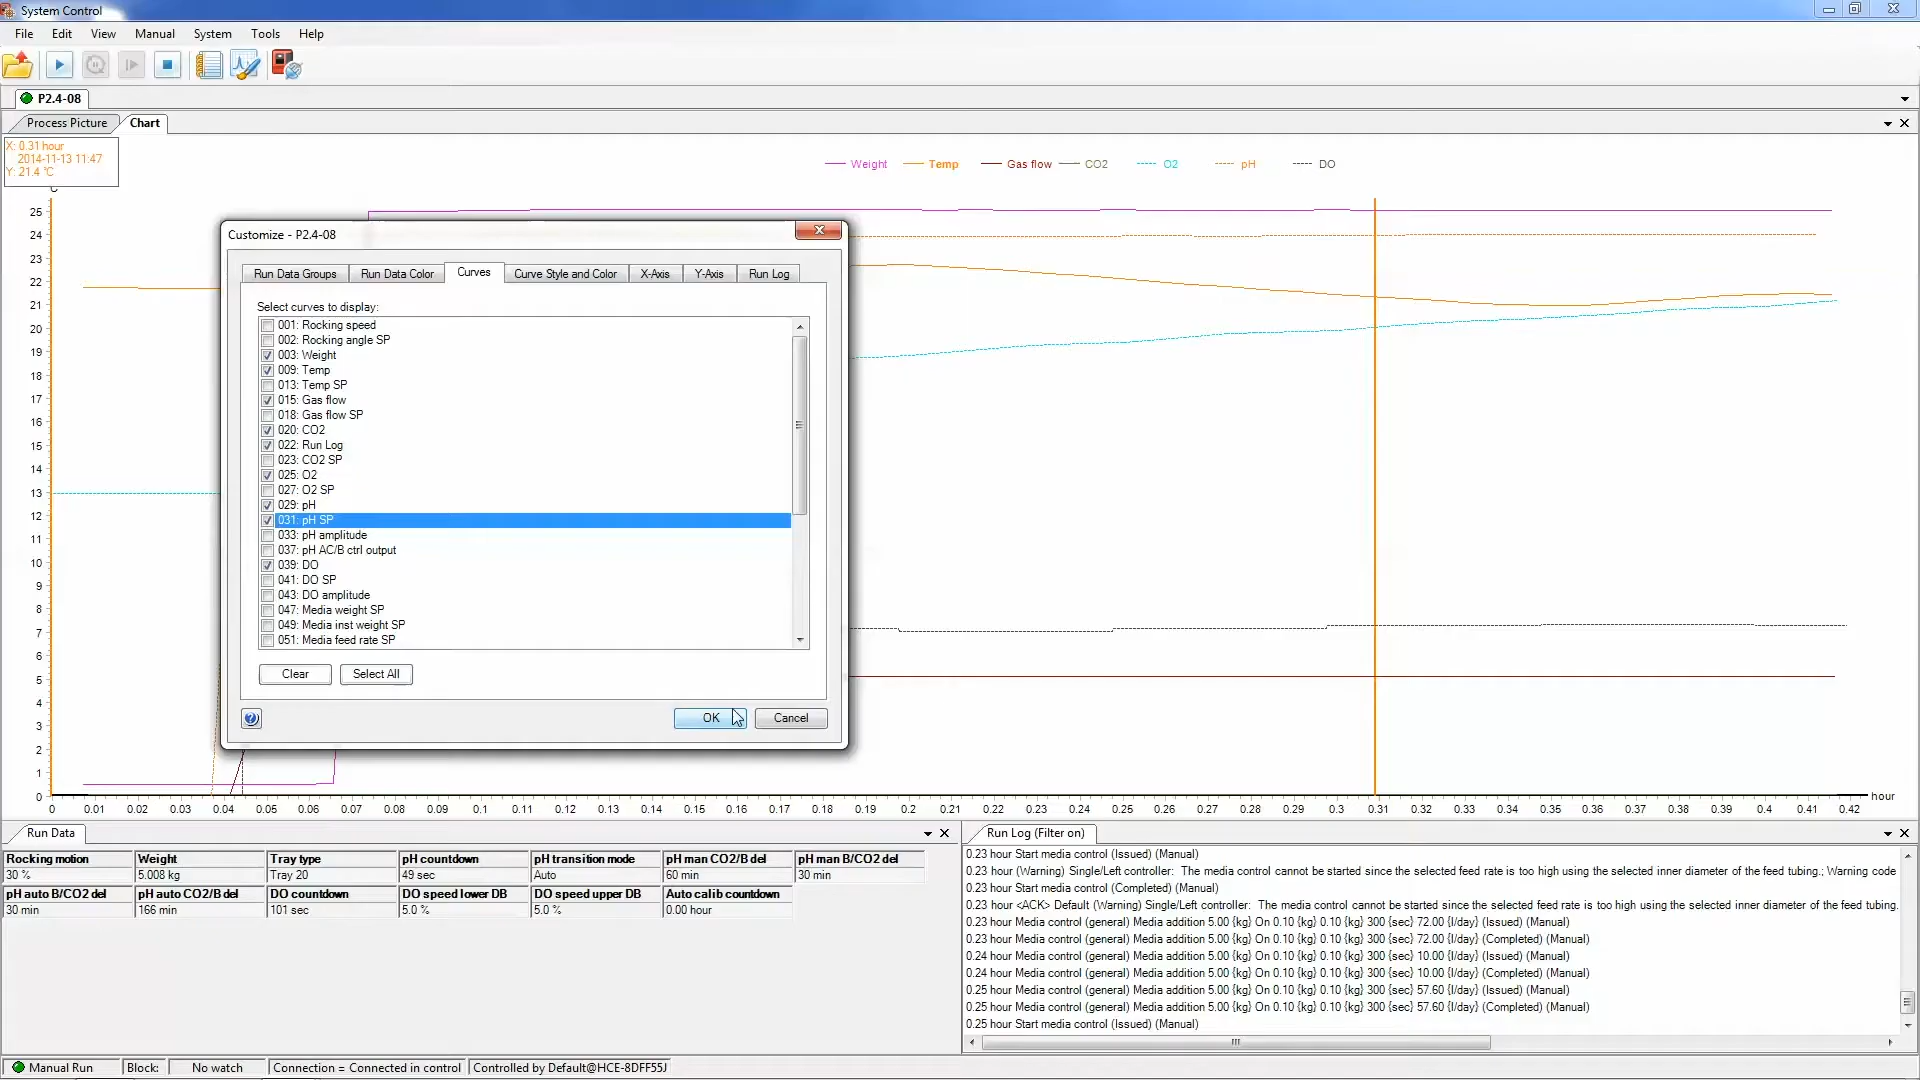 System Control
File Edit View Manual System Tools Help
P2.4-08
Process Picture Chart
X: 0.31 hour
2014-11-13 11:47
Y: 21.4 °C
Weight Temp Gas flow CO2 O2 pH DO
25
24
23
22
21
20
19
18
17
16
15
14
13
12
11
10
9
8
7
6
5
4
3
2
1
0
Customize - P2.4-08
Run Data Groups Run Data Color Curves Curve Style and Color X-Axis Y-Axis Run Log
Select curves to display:
001: Rocking speed
002: Rocking angle SP
003: Weight
009: Temp
013: Temp SP
015: Gas flow
018: Gas flow SP
020: CO2
022: Run Log
023: CO2 SP
025: O2
027: O2 SP
029: pH
031: pH SP
033: pH amplitude
037: pH AC/B ctrl output
039: DO
041: DO SP
043: DO amplitude
047: Media weight SP
049: Media inst weight SP
051: Media feed rate SP
Clear Select All
OK Cancel
0 0.01 0.02 0.03 0.04 0.05 0.06 0.07 0.08 0.09 0.1 0.11 0.12 0.13 0.14 0.15 0.16 0.17 0.18 0.19 0.2 0.21 0.22 0.23 0.24 0.25 0.26 0.27 0.28 0.29 0.3 0.31 0.32 0.33 0.34 0.35 0.36 0.37 0.38 0.39 0.4 0.41 0.42 hour
Run Data
Rocking motion Weight Tray type pH countdown pH transition mode pH man CO2/B del pH man B/CO2 del
30 % 5.008 kg Tray 20 49 sec Auto 60 min 30 min
pH auto B/CO2 del pH auto CO2/B del DO countdown DO speed lower DB DO speed upper DB Auto calib countdown
30 min 166 min 101 sec 5.0 % 5.0 % 0.00 hour
Run Log (Filter on)
0.23 hour Start media control (Issued) (Manual)
0.23 hour (Warning) Single/Left controller: The media control cannot be started since the selected feed rate is too high using the selected inner diameter of the feed tubing.; Warning code
0.23 hour Start media control (Completed) (Manual)
0.23 hour <ACK> Default (Warning) Single/Left controller: The media control cannot be started since the selected feed rate is too high using the selected inner diameter of the feed tubing.
0.23 hour Media control (general) Media addition 5.00 {kg} On 0.10 {kg} 0.10 {kg} 300 {sec} 72.00 {l/day} (Issued) (Manual)
0.23 hour Media control (general) Media addition 5.00 {kg} On 0.10 {kg} 0.10 {kg} 300 {sec} 72.00 {l/day} (Completed) (Manual)
0.24 hour Media control (general) Media addition 5.00 {kg} On 0.10 {kg} 0.10 {kg} 300 {sec} 10.00 {l/day} (Issued) (Manual)
0.24 hour Media control (general) Media addition 5.00 {kg} On 0.10 {kg} 0.10 {kg} 300 {sec} 10.00 {l/day} (Completed) (Manual)
0.25 hour Media control (general) Media addition 5.00 {kg} On 0.10 {kg} 0.10 {kg} 300 {sec} 57.60 {l/day} (Issued) (Manual)
0.25 hour Media control (general) Media addition 5.00 {kg} On 0.10 {kg} 0.10 {kg} 300 {sec} 57.60 {l/day} (Completed) (Manual)
0.25 hour Start media control (Issued) (Manual)
Manual Run Block: No watch Connection = Connected in control Controlled by Default@HCE-8DFF55J